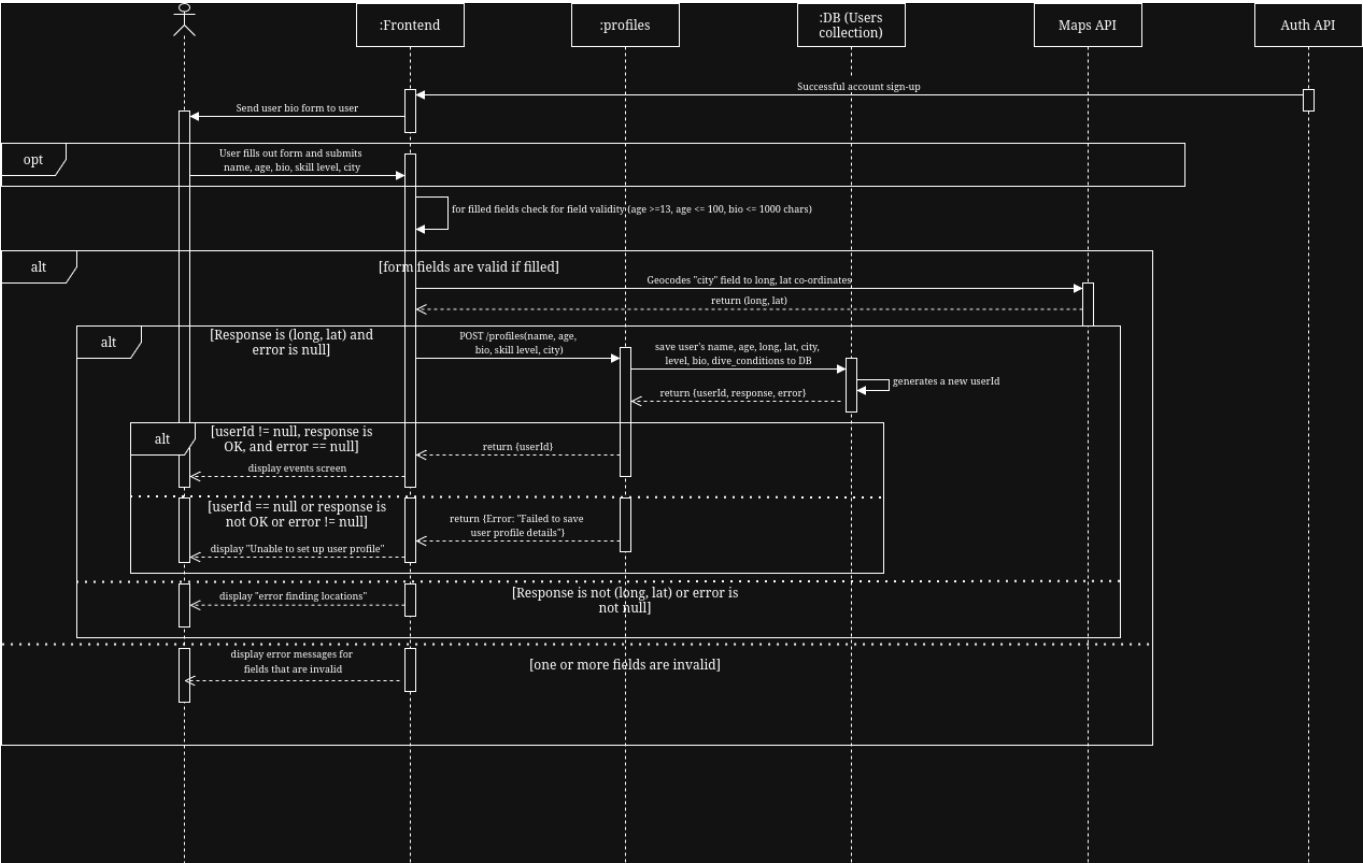 :Frontend
:profiles
:DB (Users
collection)
Maps API
Auth API
Successful account sign-up
Send user bio form to user
opt
User fills out form and submits
name, age, bio, skill level, city
for filled fields check for field validity (age >=13, age <= 100, bio <= 1000 chars)
alt
[form fields are valid if filled]
Geocodes "city" field to long, lat co-ordinates
return (long, lat)
alt
[Response is (long, lat) and
error is null]
POST /profiles(name, age,
bio, skill level, city)
save user's name, age, long, lat, city,
level, bio, dive_conditions to DB
generates a new userId
return {userId, response, error}
alt
[userId != null, response is
OK, and error == null]
return {userId}
display events screen
[userId == null or response is
not OK or error != null]
return {Error: "Failed to save
user profile details"}
display "Unable to set up user profile"
display "error finding locations"
[Response is not (long, lat) or error is
not null]
display error messages for
fields that are invalid
[one or more fields are invalid]